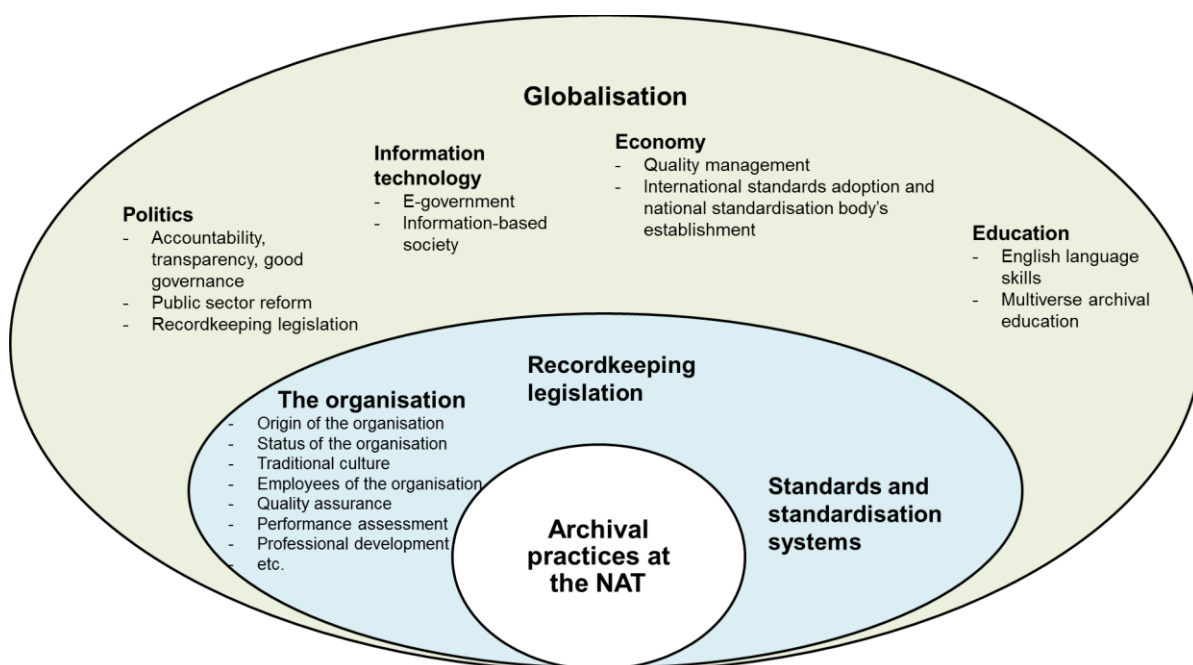 Globalisation
Politics
- Accountability,
transparency, good
governance
- Public sector reform
- Recordkeeping legislation
Information
technology
- E-government
- Information-based
society
Economy
- Quality management
- International standards adoption and
national standardisation body's
establishment
Education
- English language
skills
- Multiverse archival
education
The organisation
- Origin of the organisation
- Status of the organisation
- Traditional culture
- Employees of the organisation
- Quality assurance
- Performance assessment
- Professional development
- etc.
Recordkeeping
legislation
Standards and
standardisation
systems
Archival
practices at
the NAT